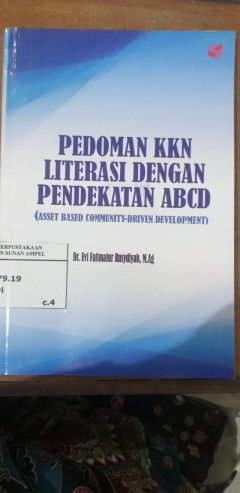 PEDOMAN KKN
LITERASI DENGAN
PENDEKATAN ABCD
(ASSET BASED COMMUNITY-DRIVEN DEVELOPMENT)
Dr. Evi Fatimatur Rusydiyah, M.Ag
PERPUSTAKAAN
N SUNAN AMPEL
79.19
c.4